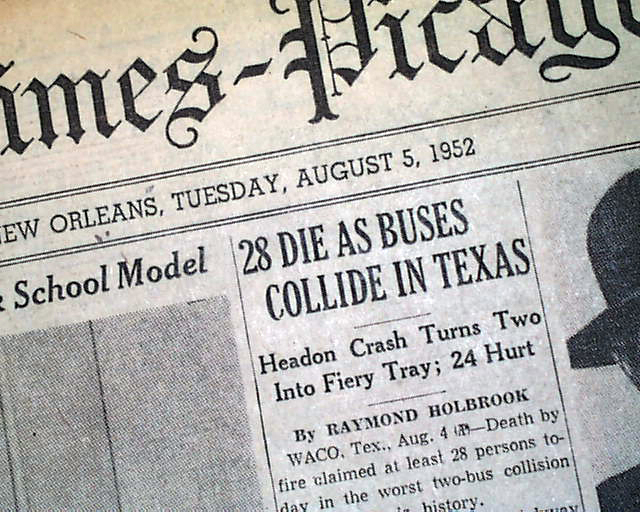 imes-Picayu
NEW ORLEANS, TUESDAY, AUGUST 5, 1952
& School Model
28 DIE AS BUSES
COLLIDE IN TEXAS
Headon Crash Turns Two
Into Fiery Tray; 24 Hurt
By RAYMOND HOLBROOK
WACO, Tex., Aug. 4 (AP)—Death by
fire claimed at least 28 persons to-
day in the worst two-bus collision
history.